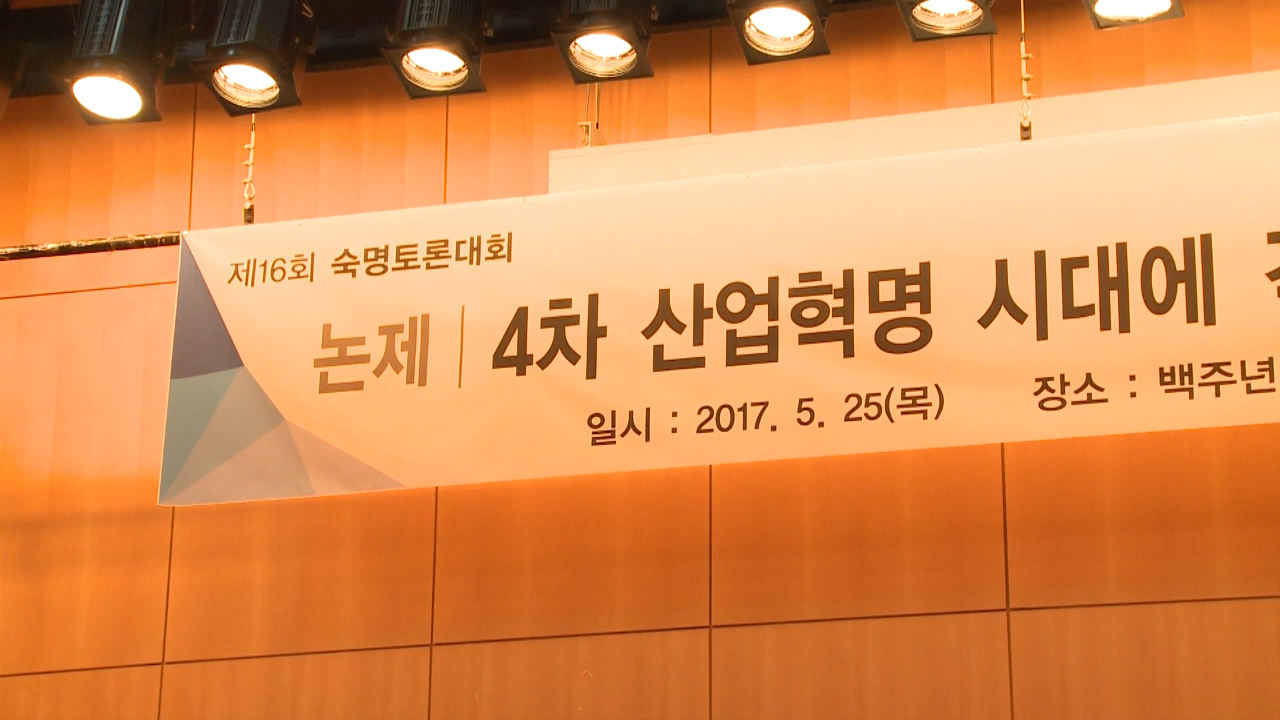 제16회 숙명토론대회
논제 | 4차 산업혁명 시대에
일시 : 2017. 5. 25(목) 장소 : 백주년